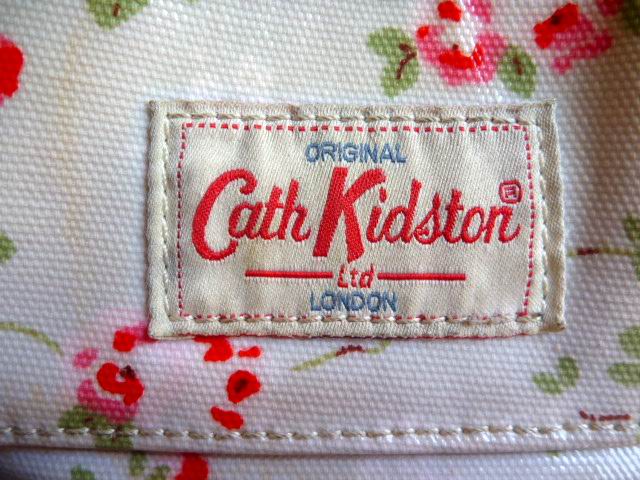 ORIGINAL
Cath Kidston®
Ltd
LONDON